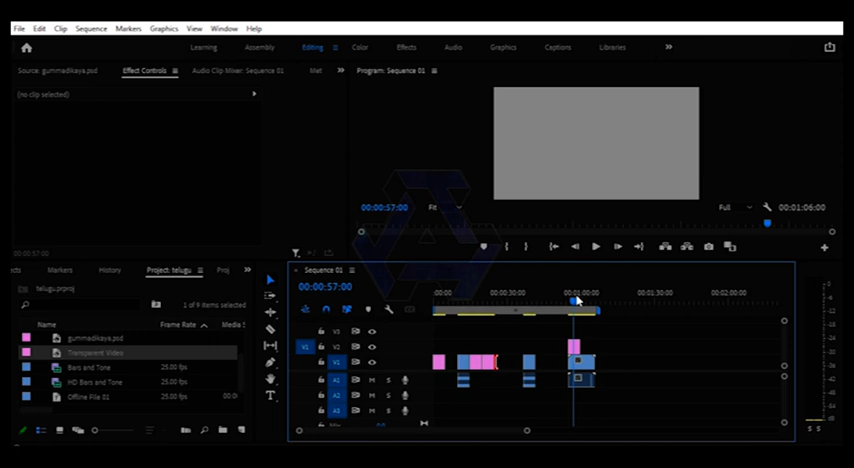 File Edit Clip Sequence Markers Graphics View Window Help
Learning Assembly Editing Color Effects Audio Graphics Captions Libraries
Source: gummadikaya.psd Effect Controls Audio Clip Mixer: Sequence 01 Met
Program: Sequence 01
(no clip selected)
00:00:57:00 Fit Full 00:01:06:00
00:00:57:00
Markers History Project: telugu Proj
telugu.prproj
1 of 9 items selected
Name Frame Rate Media S
gummadikaya.psd
Transparent Video
Bars and Tone 25.00 fps
HD Bars and Tone 25.00 fps
Offline File 01 25.00 fps 00:0
Sequence 01
00:00:57:00
:00:00 00:00:30:00 00:01:00:00 00:01:30:00 00:02:00:00
V3
V1 V2
V1
A1 M S
A2 M S
A3 M S
0.0
S S